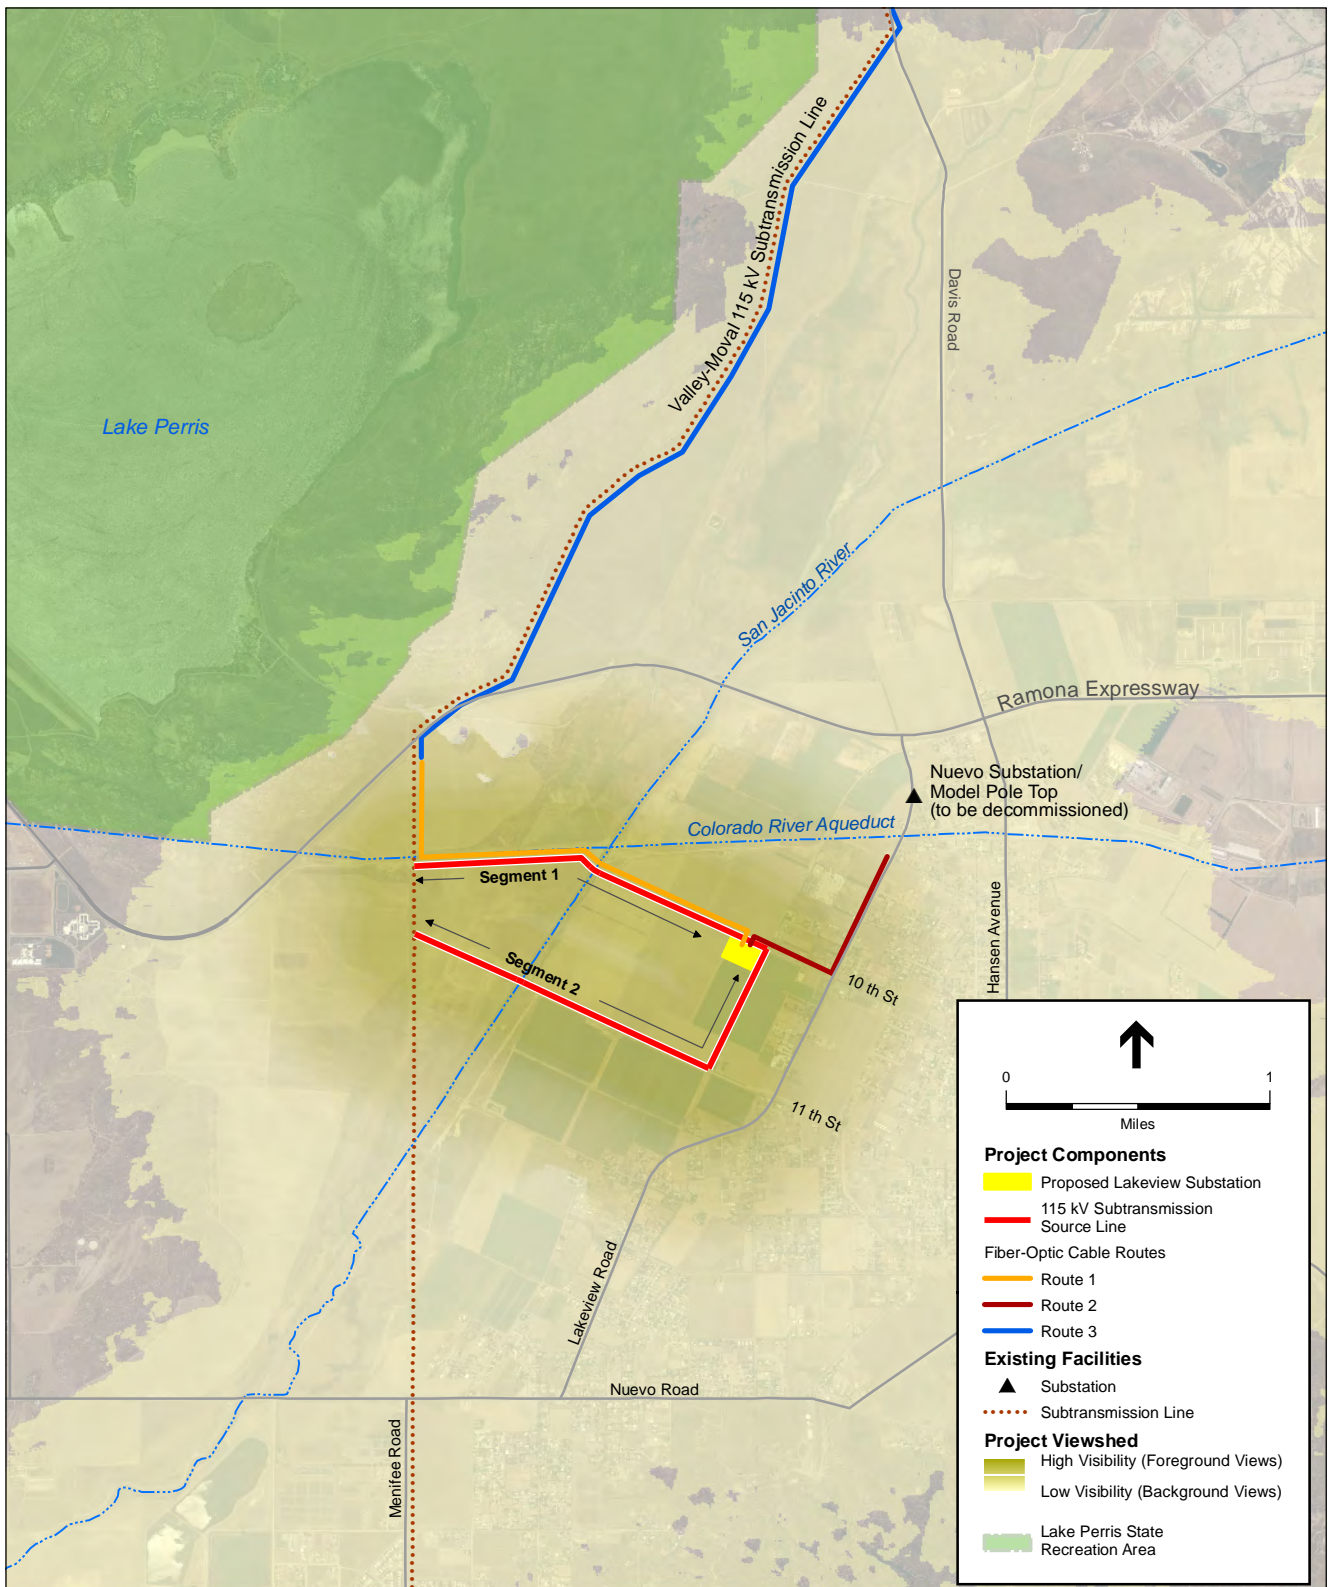 Valley-Moval 115 kV Subtransmission Line
Davis Road
Lake Perris
San Jacinto River
Ramona Expressway
Nuevo Substation/
Model Pole Top
(to be decommissioned)
Colorado River Aqueduct
Segment 1
Hansen Avenue
Segment 2
10 th St
11 th St
Lakeview Road
Nuevo Road
Menifee Road
0
1
Miles
Project Components
Proposed Lakeview Substation
115 kV Subtransmission
Source Line
Fiber-Optic Cable Routes
Route 1
Route 2
Route 3
Existing Facilities
Substation
Subtransmission Line
Project Viewshed
High Visibility (Foreground Views)
Low Visibility (Background Views)
Lake Perris State
Recreation Area